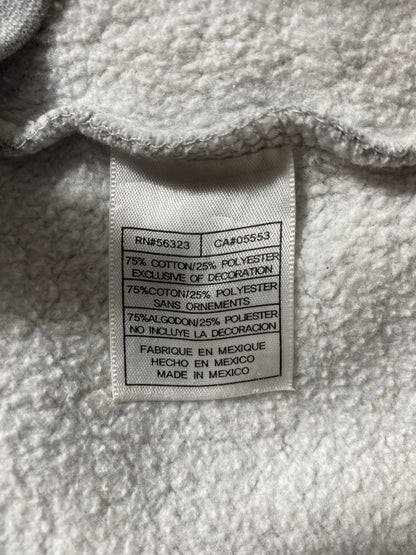 RN#56323 CA#05553
75% COTTON/25% POLYESTER
EXCLUSIVE OF DECORATION
75%COTON/25% POLYESTER
SANS ORNEMENTS
75%ALGODON/25% POLIESTER
NO INCLUYE LA DECORACION
FABRIQUE EN MEXIQUE
HECHO EN MEXICO
MADE IN MEXICO